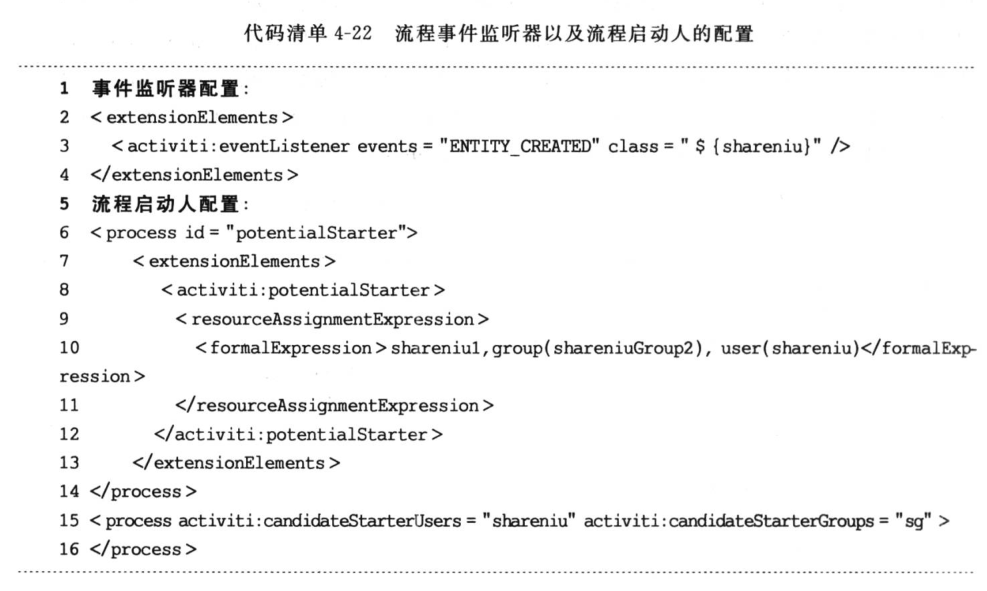 代码清单 4-22 流程事件监听器以及流程启动人的配置
1 事件监听器配置:
2 <extensionElements>
3 <activiti:eventListener events = "ENTITY_CREATED" class = " $ {shareniu}" />
4 </extensionElements>
5 流程启动人配置:
6 <process id = "potentialStarter">
7 <extensionElements>
8 <activiti:potentialStarter>
9 <resourceAssignmentExpression>
10 <formalExpression> shareniu1,group(shareniuGroup2), user(shareniu)</formalExp-
ression>
11 </resourceAssignmentExpression>
12 </activiti:potentialStarter>
13 </extensionElements>
14 </process>
15 <process activiti:candidateStarterUsers = "shareniu" activiti:candidateStarterGroups = "sg" >
16 </process>